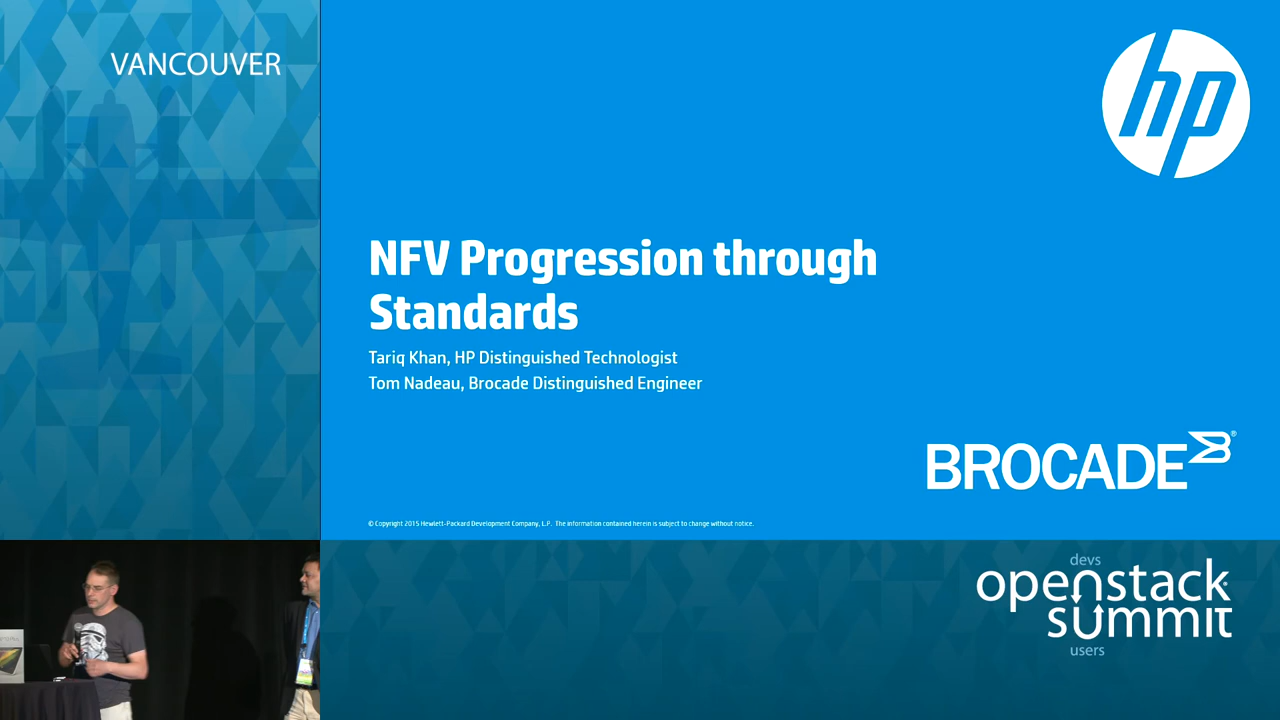 VANCOUVER
hp
NFV Progression through
Standards
Tariq Khan, HP Distinguished Technologist
Tom Nadeau, Brocade Distinguished Engineer
BROCADE®
© Copyright 2015 Hewlett-Packard Development Company, L.P. The information contained herein is subject to change without notice.
devs
openstack
summit
users